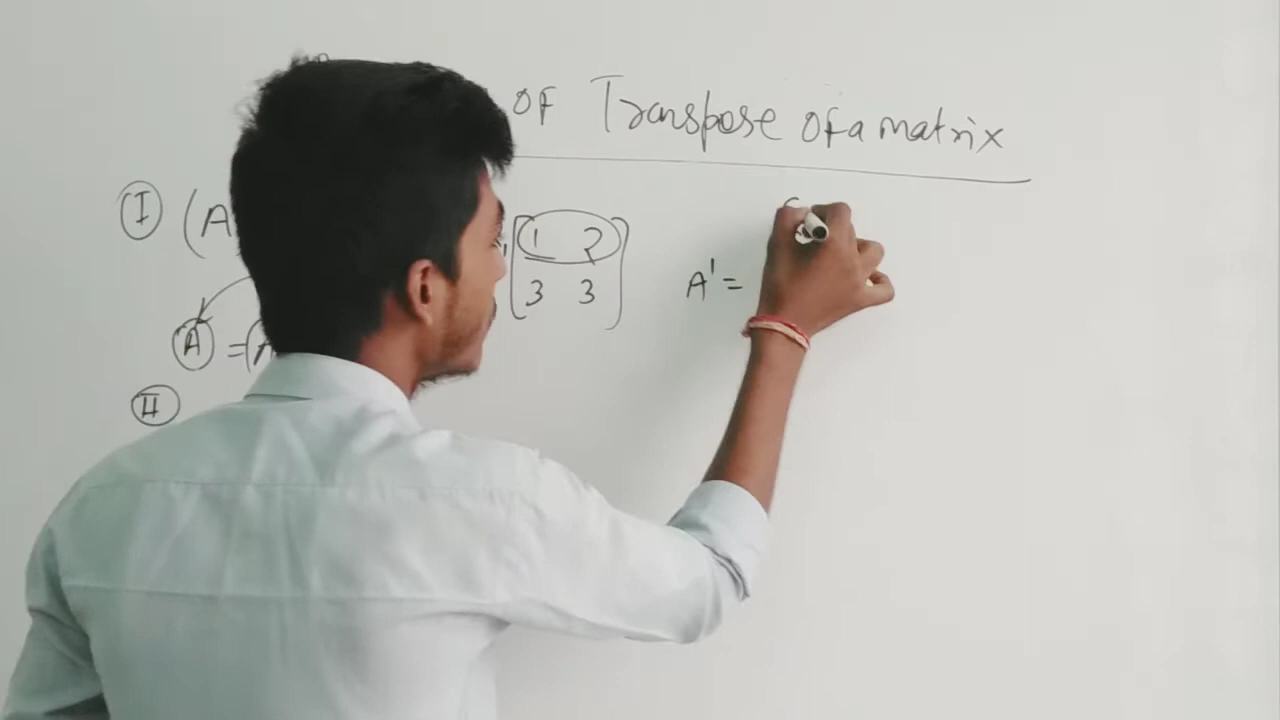 OF Transpose of a matrix
I (A
1 2
3 3
A' =
A =(A
II